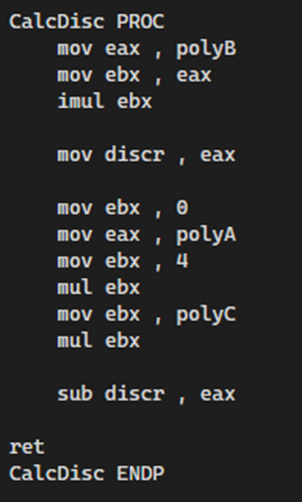 CalcDisc PROC
mov eax , polyB
mov ebx , eax
imul ebx
mov discr , eax
mov ebx , 0
mov eax , polyA
mov ebx , 4
mul ebx
mov ebx , polyC
mul ebx
sub discr , eax
ret
CalcDisc ENDP